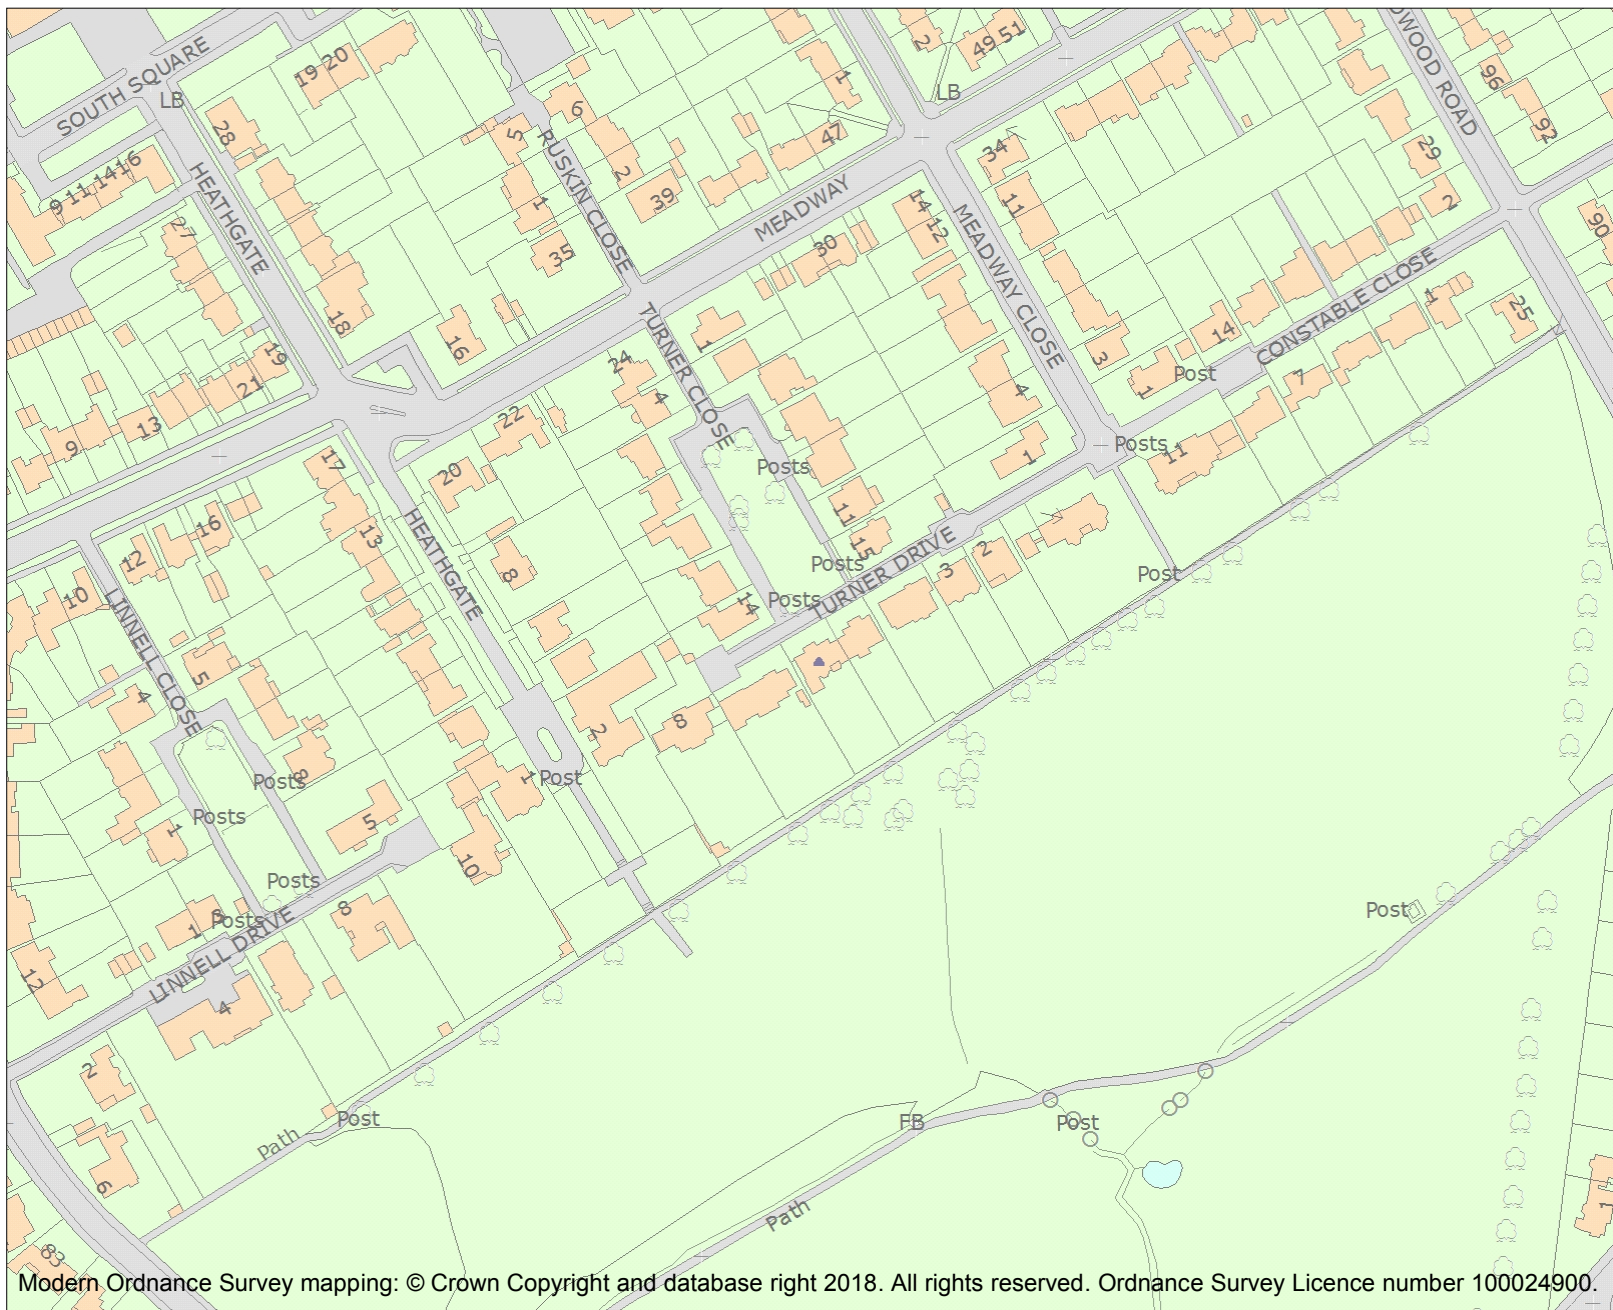 SOUTH SQUARE
19 20
2
49 51
1
DWOOD ROAD
96
92
LB
LB
28
6
5
47
34
29
9 11 14 16
HEATHGATE
RUSKIN CLOSE
2
39
1
MEADWAY
14 12
11
2
90
27
35
30
MEADWAY CLOSE
CONSTABLE CLOSE
18
16
TURNER CLOSE
1
1
25
19
21
24
4
3
14
1
Post
7
4
13
9
22
Posts
17
20
Posts
1
11
16
13
HEATHGATE
11
15
12
8
Posts
TURNER DRIVE
2
3
Post
10
LINNELL CLOSE
14
Posts
5
4
8
2
Posts
8
1
Post
Posts
1
5
10
Posts
8
Posts
1
LINNELL DRIVE
12
4
Post
2
Post
FB
Post
Path
6
Path
1
83
Modern Ordnance Survey mapping: © Crown Copyright and database right 2018. All rights reserved. Ordnance Survey Licence number 100024900.